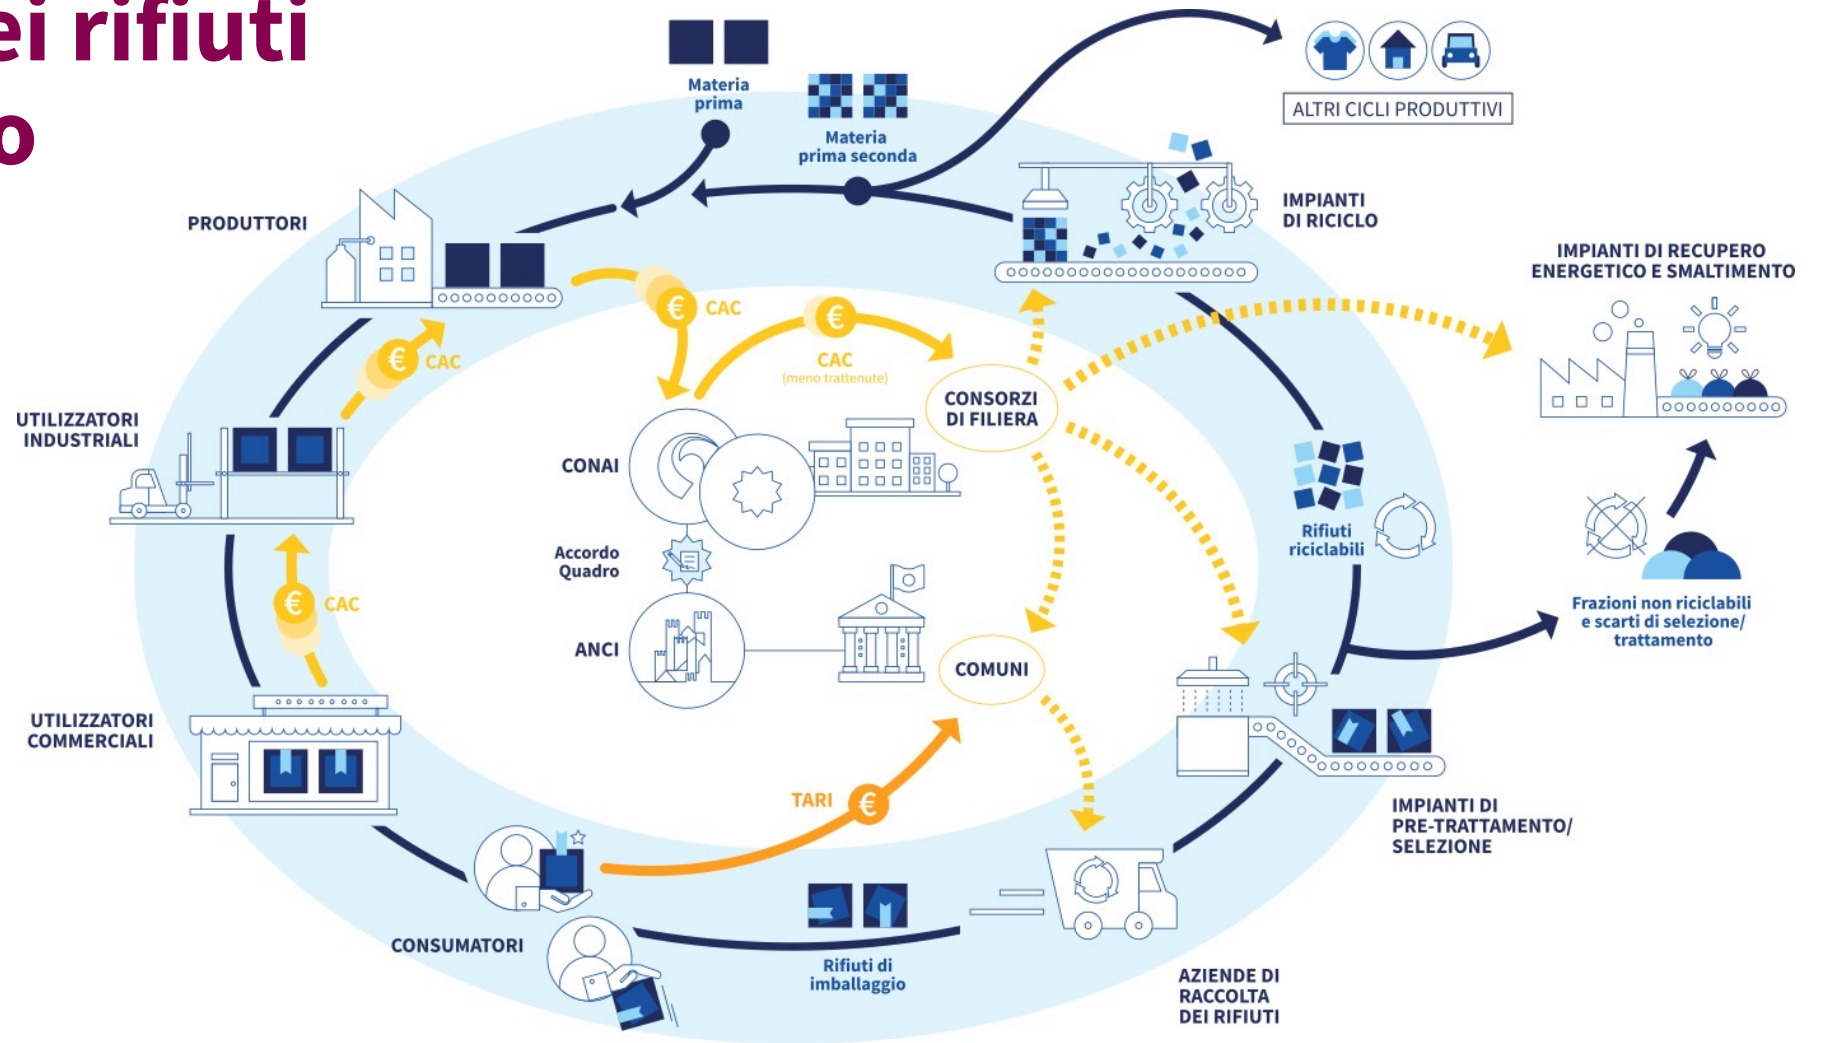 ei rifiuti
o
Materia
prima
Materia
prima seconda
ALTRI CICLI PRODUTTIVI
PRODUTTORI
IMPIANTI
DI RICICLO
IMPIANTI DI RECUPERO
ENERGETICO E SMALTIMENTO
€ CAC
€
CAC
(meno trattenute)
€ CAC
CONSORZI
DI FILIERA
UTILIZZATORI
INDUSTRIALI
CONAI
Rifiuti
riciclabili
Accordo
Quadro
€ CAC
Frazioni non riciclabili
e scarti di selezione/
trattamento
ANCI
COMUNI
UTILIZZATORI
COMMERCIALI
TARI €
IMPIANTI DI
PRE-TRATTAMENTO/
SELEZIONE
CONSUMATORI
Rifiuti di
imballaggio
AZIENDE DI
RACCOLTA
DEI RIFIUTI